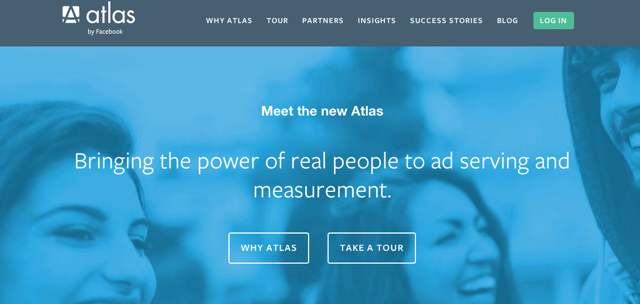 atlas
by Facebook
WHY ATLAS TOUR PARTNERS INSIGHTS SUCCESS STORIES BLOG LOG IN
Meet the new Atlas
Bringing the power of real people to ad serving and
measurement.
WHY ATLAS TAKE A TOUR